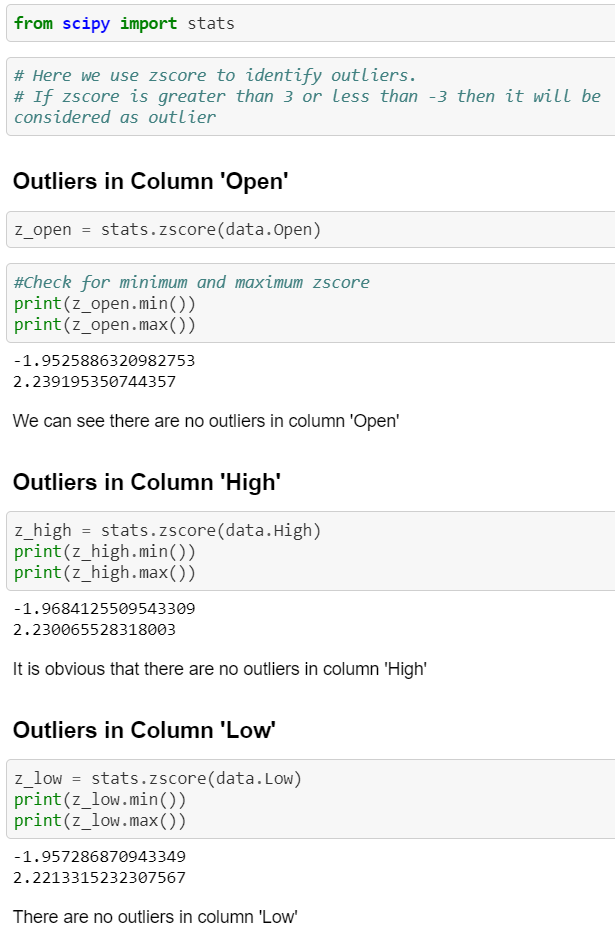 from scipy import stats
# Here we use zscore to identify outliers.
# If zscore is greater than 3 or less than -3 then it will be
considered as outlier
Outliers in Column 'Open'
z_open = stats.zscore(data.Open)
#Check for minimum and maximum zscore
print(z_open.min())
print(z_open.max())
-1.9525886320982753
2.239195350744357
We can see there are no outliers in column 'Open'
Outliers in Column 'High'
z_high = stats.zscore(data.High)
print(z_high.min())
print(z_high.max())
-1.9684125509543309
2.230065528318003
It is obvious that there are no outliers in column 'High'
Outliers in Column 'Low'
z_low = stats.zscore(data.Low)
print(z_low.min())
print(z_low.max())
-1.957286870943349
2.2213315232307567
There are no outliers in column 'Low'